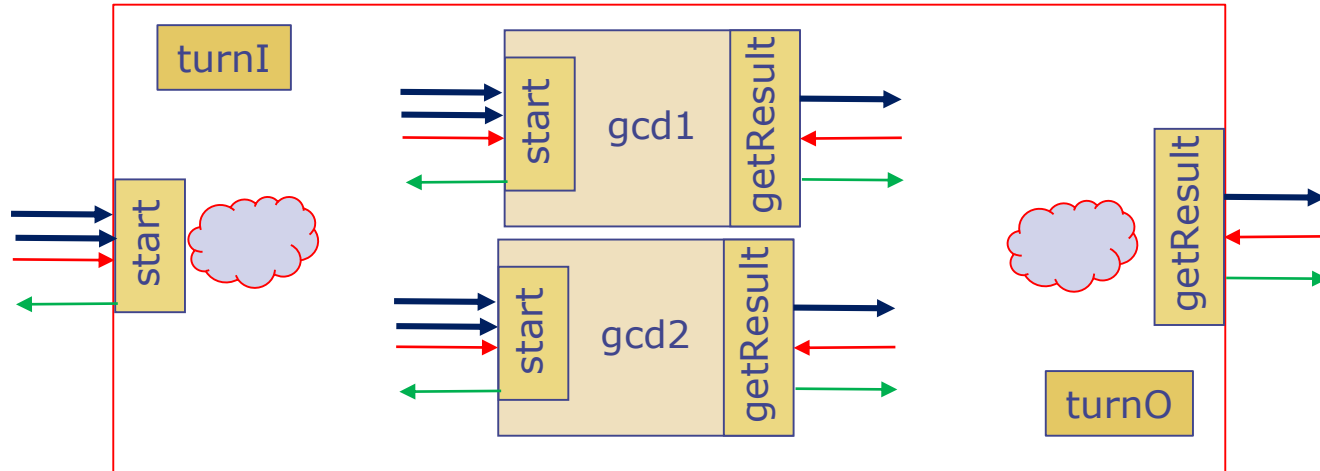 turnI
start
gcd1
getResult
start
getResult
start
gcd2
getResult
turnO